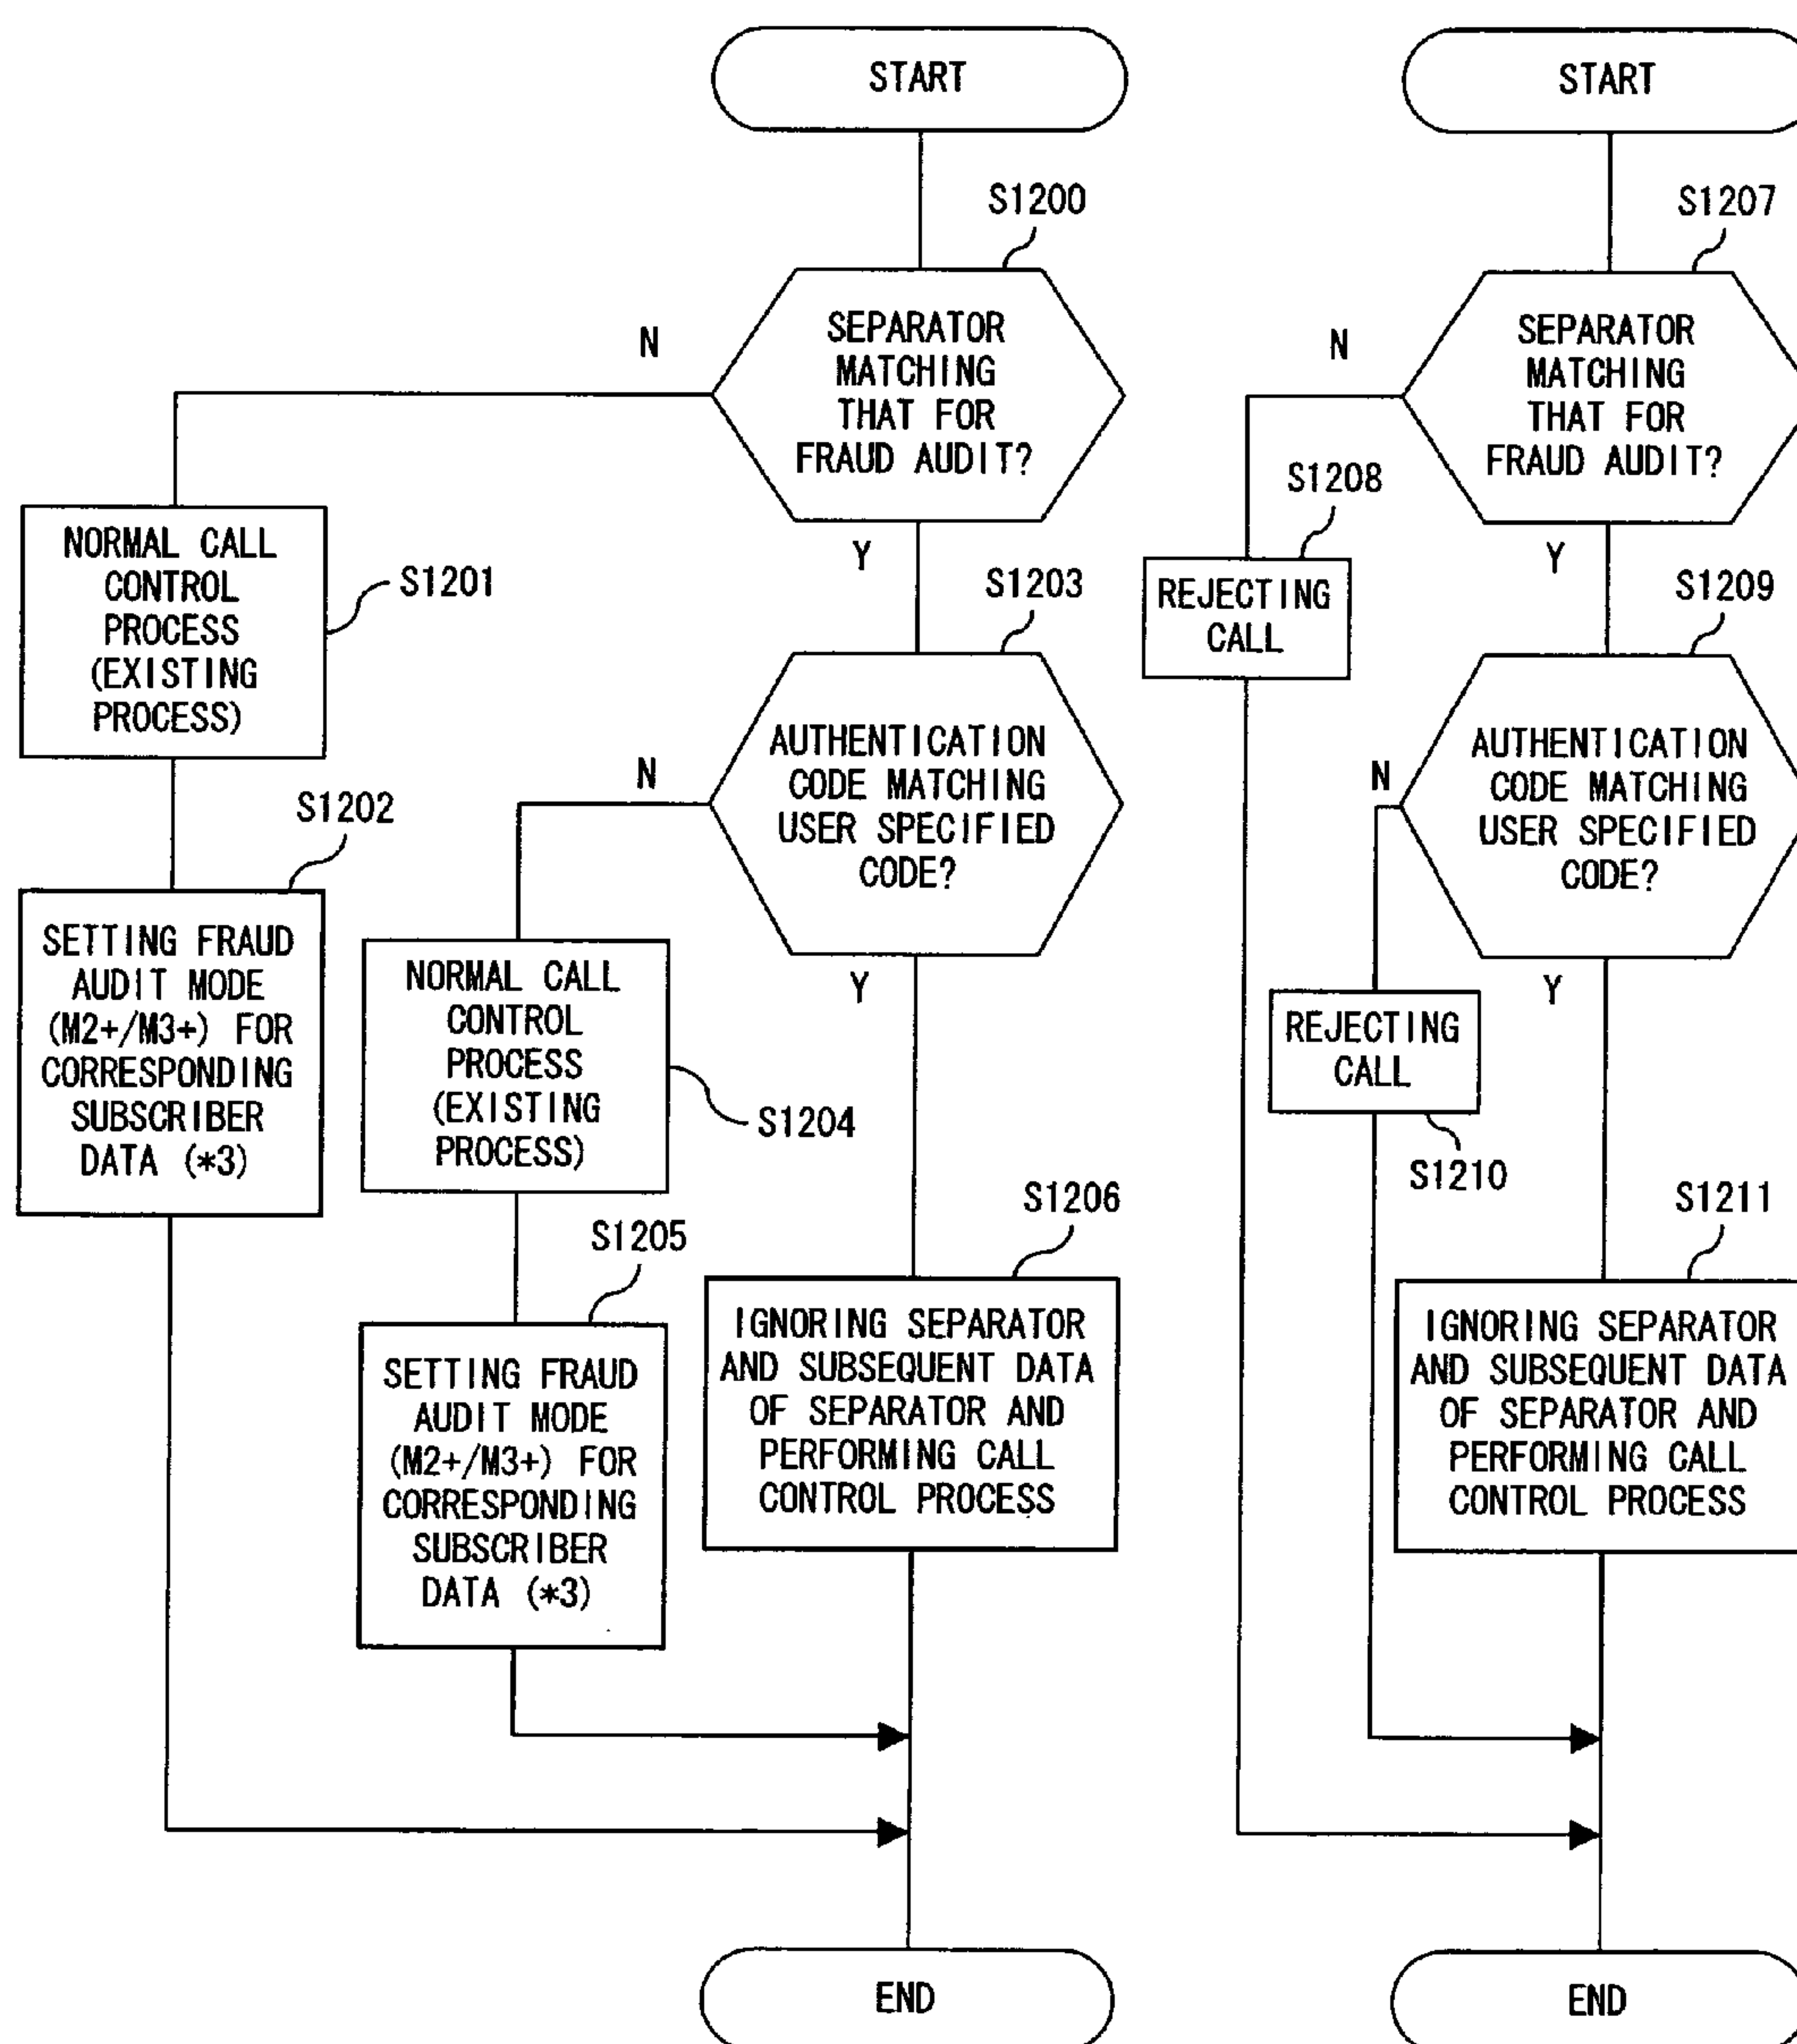 START
S1200
SEPARATOR
MATCHING
THAT FOR
FRAUD AUDIT?
N
Y
NORMAL CALL
CONTROL
PROCESS
(EXISTING
PROCESS)
S1201
S1202
SETTING FRAUD
AUDIT MODE
(M2+/M3+) FOR
CORRESPONDING
SUBSCRIBER
DATA (*3)
S1203
AUTHENTICATION
CODE MATCHING
USER SPECIFIED
CODE?
N
Y
NORMAL CALL
CONTROL
PROCESS
(EXISTING
PROCESS)
S1204
S1205
SETTING FRAUD
AUDIT MODE
(M2+/M3+) FOR
CORRESPONDING
SUBSCRIBER
DATA (*3)
S1206
IGNORING SEPARATOR
AND SUBSEQUENT DATA
OF SEPARATOR AND
PERFORMING CALL
CONTROL PROCESS
END
START
S1207
SEPARATOR
MATCHING
THAT FOR
FRAUD AUDIT?
N
Y
S1208
REJECTING
CALL
S1209
AUTHENTICATION
CODE MATCHING
USER SPECIFIED
CODE?
N
Y
REJECTING
CALL
S1210
S1211
IGNORING SEPARATOR
AND SUBSEQUENT DATA
OF SEPARATOR AND
PERFORMING CALL
CONTROL PROCESS
END